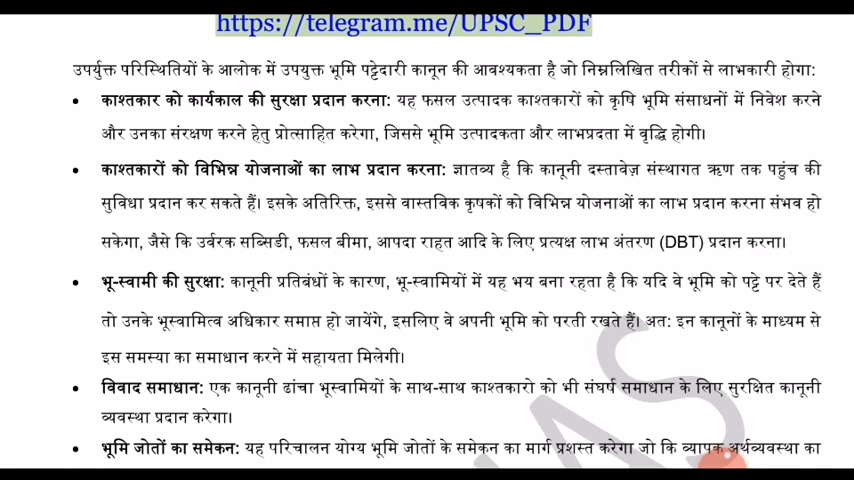 https://telegram.me/UPSC_PDF
उपर्युक्त परिस्थितियों के आलोक में उपयुक्त भूमि पट्टेदारी कानून की आवश्यकता है जो निम्नलिखित तरीकों से लाभकारी होगा:
• काश्तकार को कार्यकाल की सुरक्षा प्रदान करना: यह फसल उत्पादक काश्तकारों को कृषि भूमि संसाधनों में निवेश करने
और उनका संरक्षण करने हेतु प्रोत्साहित करेगा, जिससे भूमि उत्पादकता और लाभप्रदता में वृद्धि होगी।
• काश्तकारों को विभिन्न योजनाओं का लाभ प्रदान करना: ज्ञातव्य है कि कानूनी दस्तावेज़ संस्थागत ऋण तक पहुंच की
सुविधा प्रदान कर सकते हैं। इसके अतिरिक्त, इससे वास्तविक कृषकों को विभिन्न योजनाओं का लाभ प्रदान करना संभव हो
सकेगा, जैसे कि उर्वरक सब्सिडी, फसल बीमा, आपदा राहत आदि के लिए प्रत्यक्ष लाभ अंतरण (DBT) प्रदान करना।
• भू-स्वामी की सुरक्षा: कानूनी प्रतिबंधों के कारण, भू-स्वामियों में यह भय बना रहता है कि यदि वे भूमि को पट्टे पर देते हैं
तो उनके भूस्वामित्व अधिकार समाप्त हो जायेंगे, इसलिए वे अपनी भूमि को परती रखते हैं। अत: इन कानूनों के माध्यम से
इस समस्या का समाधान करने में सहायता मिलेगी।
• विवाद समाधान: एक कानूनी ढांचा भूस्वामियों के साथ-साथ काश्तकारो को भी संघर्ष समाधान के लिए सुरक्षित कानूनी
व्यवस्था प्रदान करेगा।
• भूमि जोतों का समेकन: यह परिचालन योग्य भूमि जोतों के समेकन का मार्ग प्रशस्त करेगा जो कि व्यापक अर्थव्यवस्था का